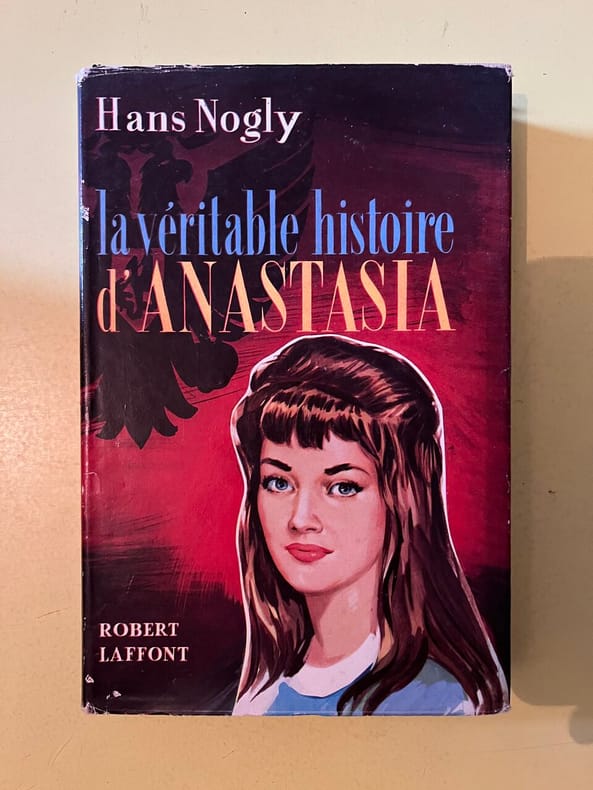 Hans Nogly
la véritable histoire
d'ANASTASIA
ROBERT
LAFFONT